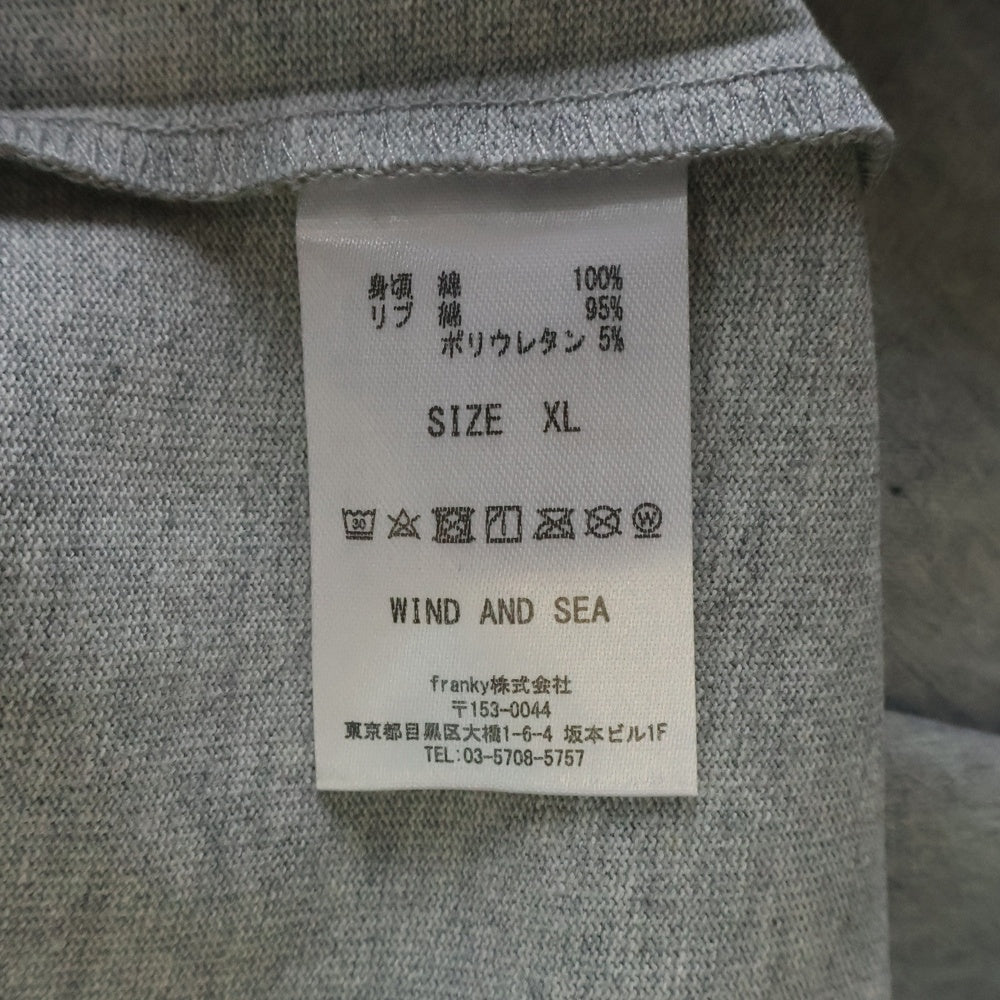 身頃 綿 100%
リブ 綿 95%
ポリウレタン 5%
SIZE XL
30
W
WIND AND SEA
franky株式会社
〒153-0044
東京都目黒区大橋1-6-4 坂本ビル1F
TEL:03-5708-5757